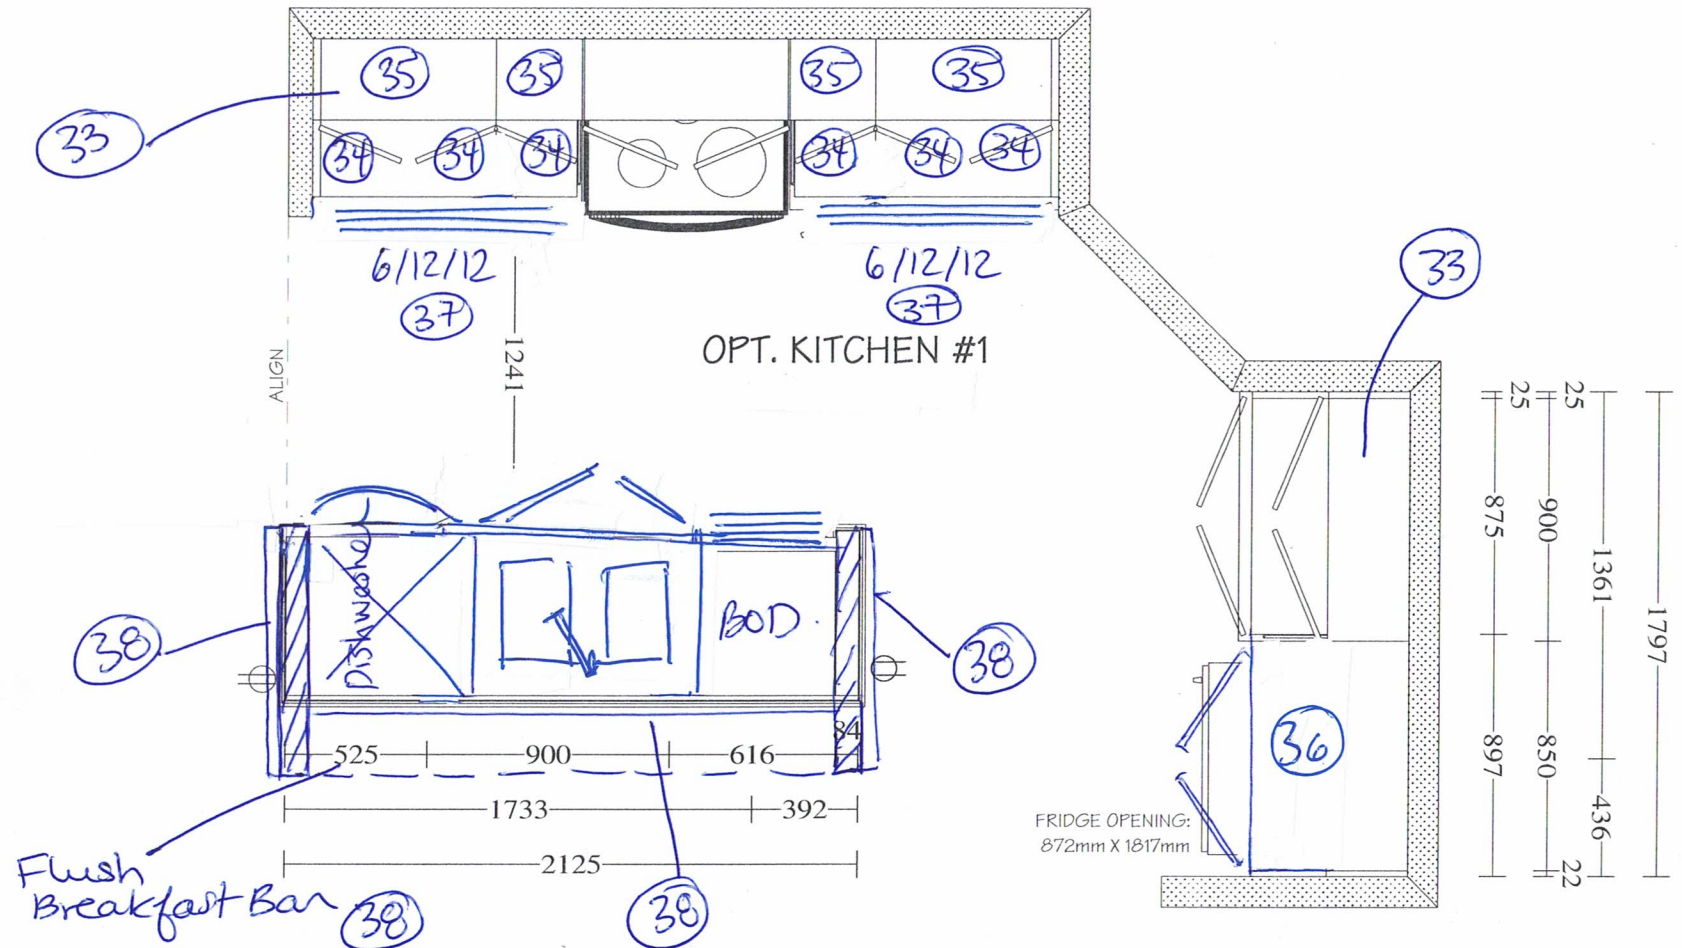 35 35 35 35
33
34 34 34 34 34 34
6/12/12 6/12/12
37 37
33
1241
OPT. KITCHEN #1
ALIGN
25 25
875 900 1361 1797
Dishwasher
BOD.
38 38
36
84
525 900 616
897 850 436
1733 392
FRIDGE OPENING:
872mm X 1817mm
2125
22
Flush
Breakfast Bar 38 38